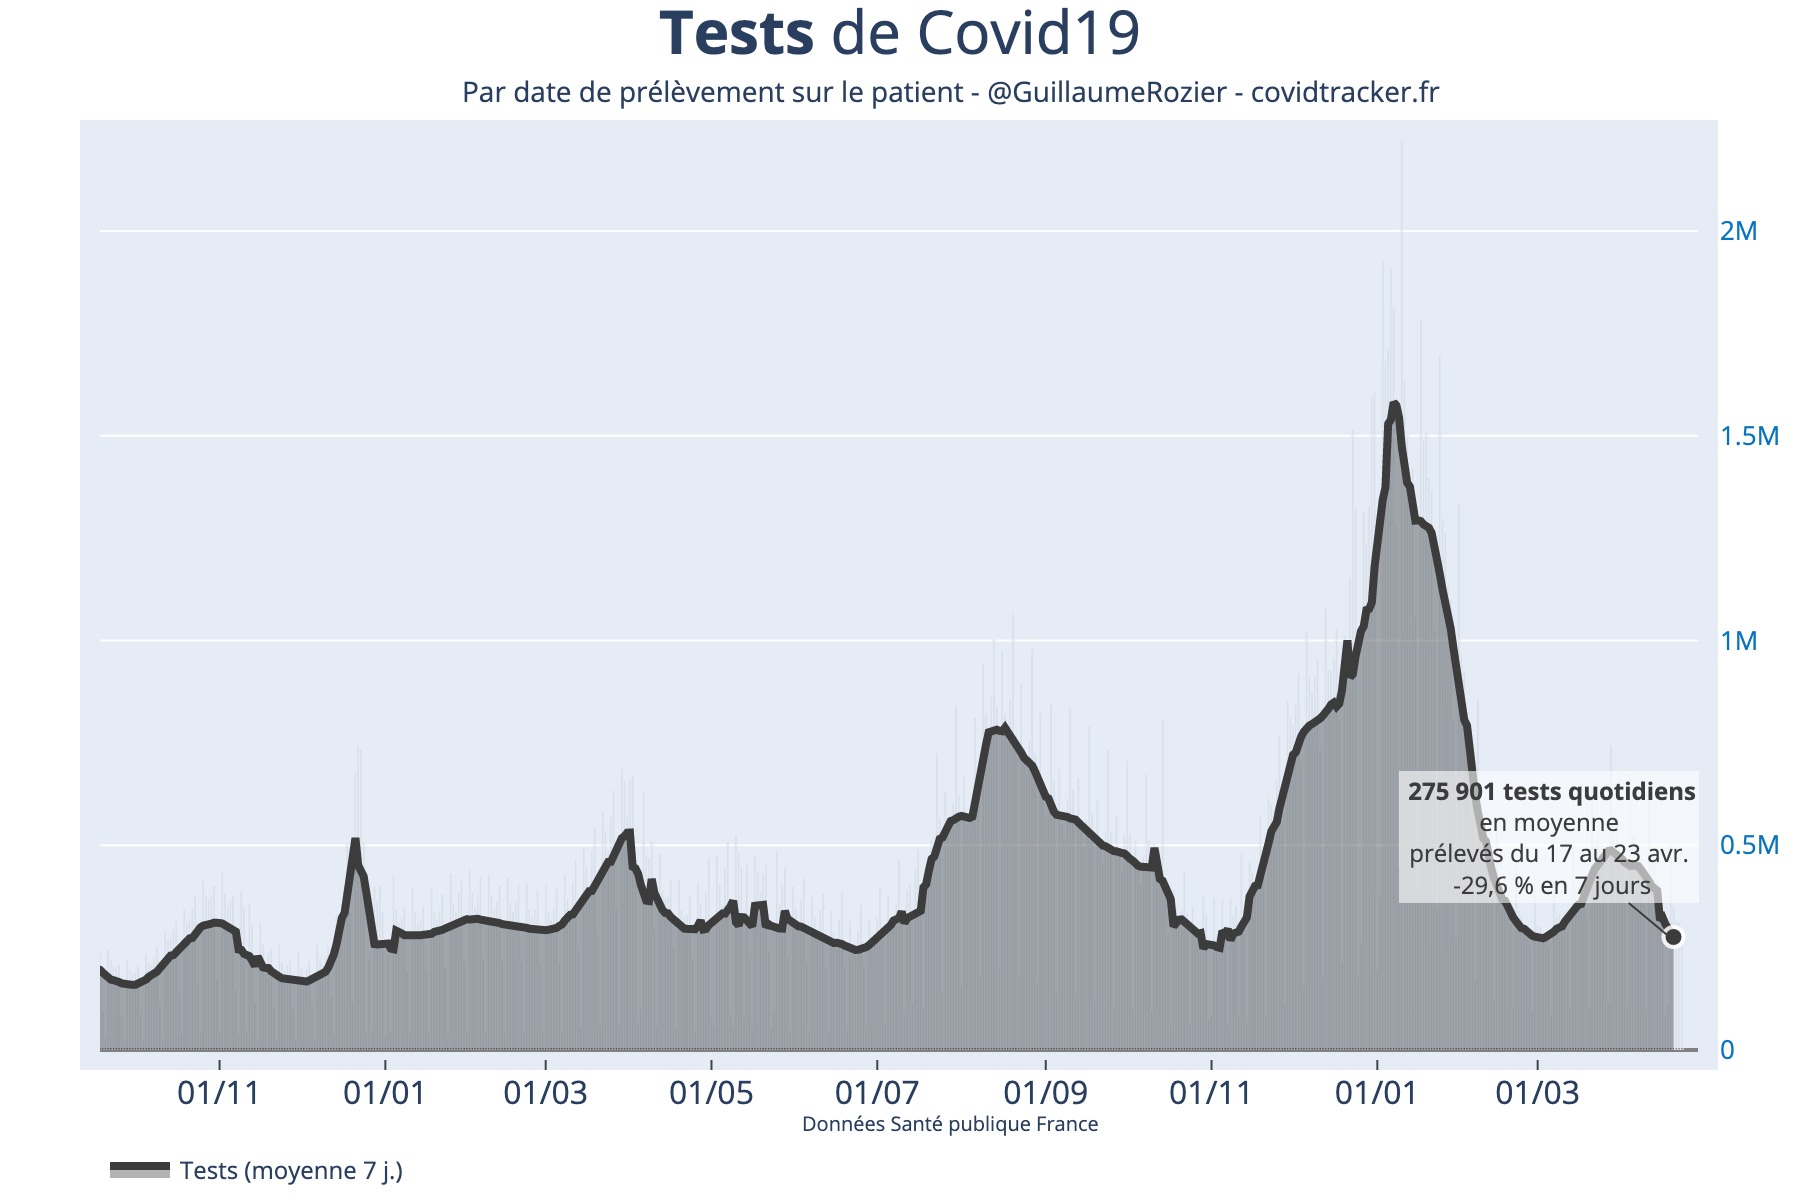 Tests de Covid19
Par date de prélèvement sur le patient - @GuillaumeRozier - covidtracker.fr
2M
1.5M
1M
0.5M
0
275 901 tests quotidiens
en moyenne
prélevés du 17 au 23 avr.
-29,6 % en 7 jours
01/11 01/01 01/03 01/05 01/07 01/09 01/11 01/01 01/03
Données Santé publique France
Tests (moyenne 7 j.)